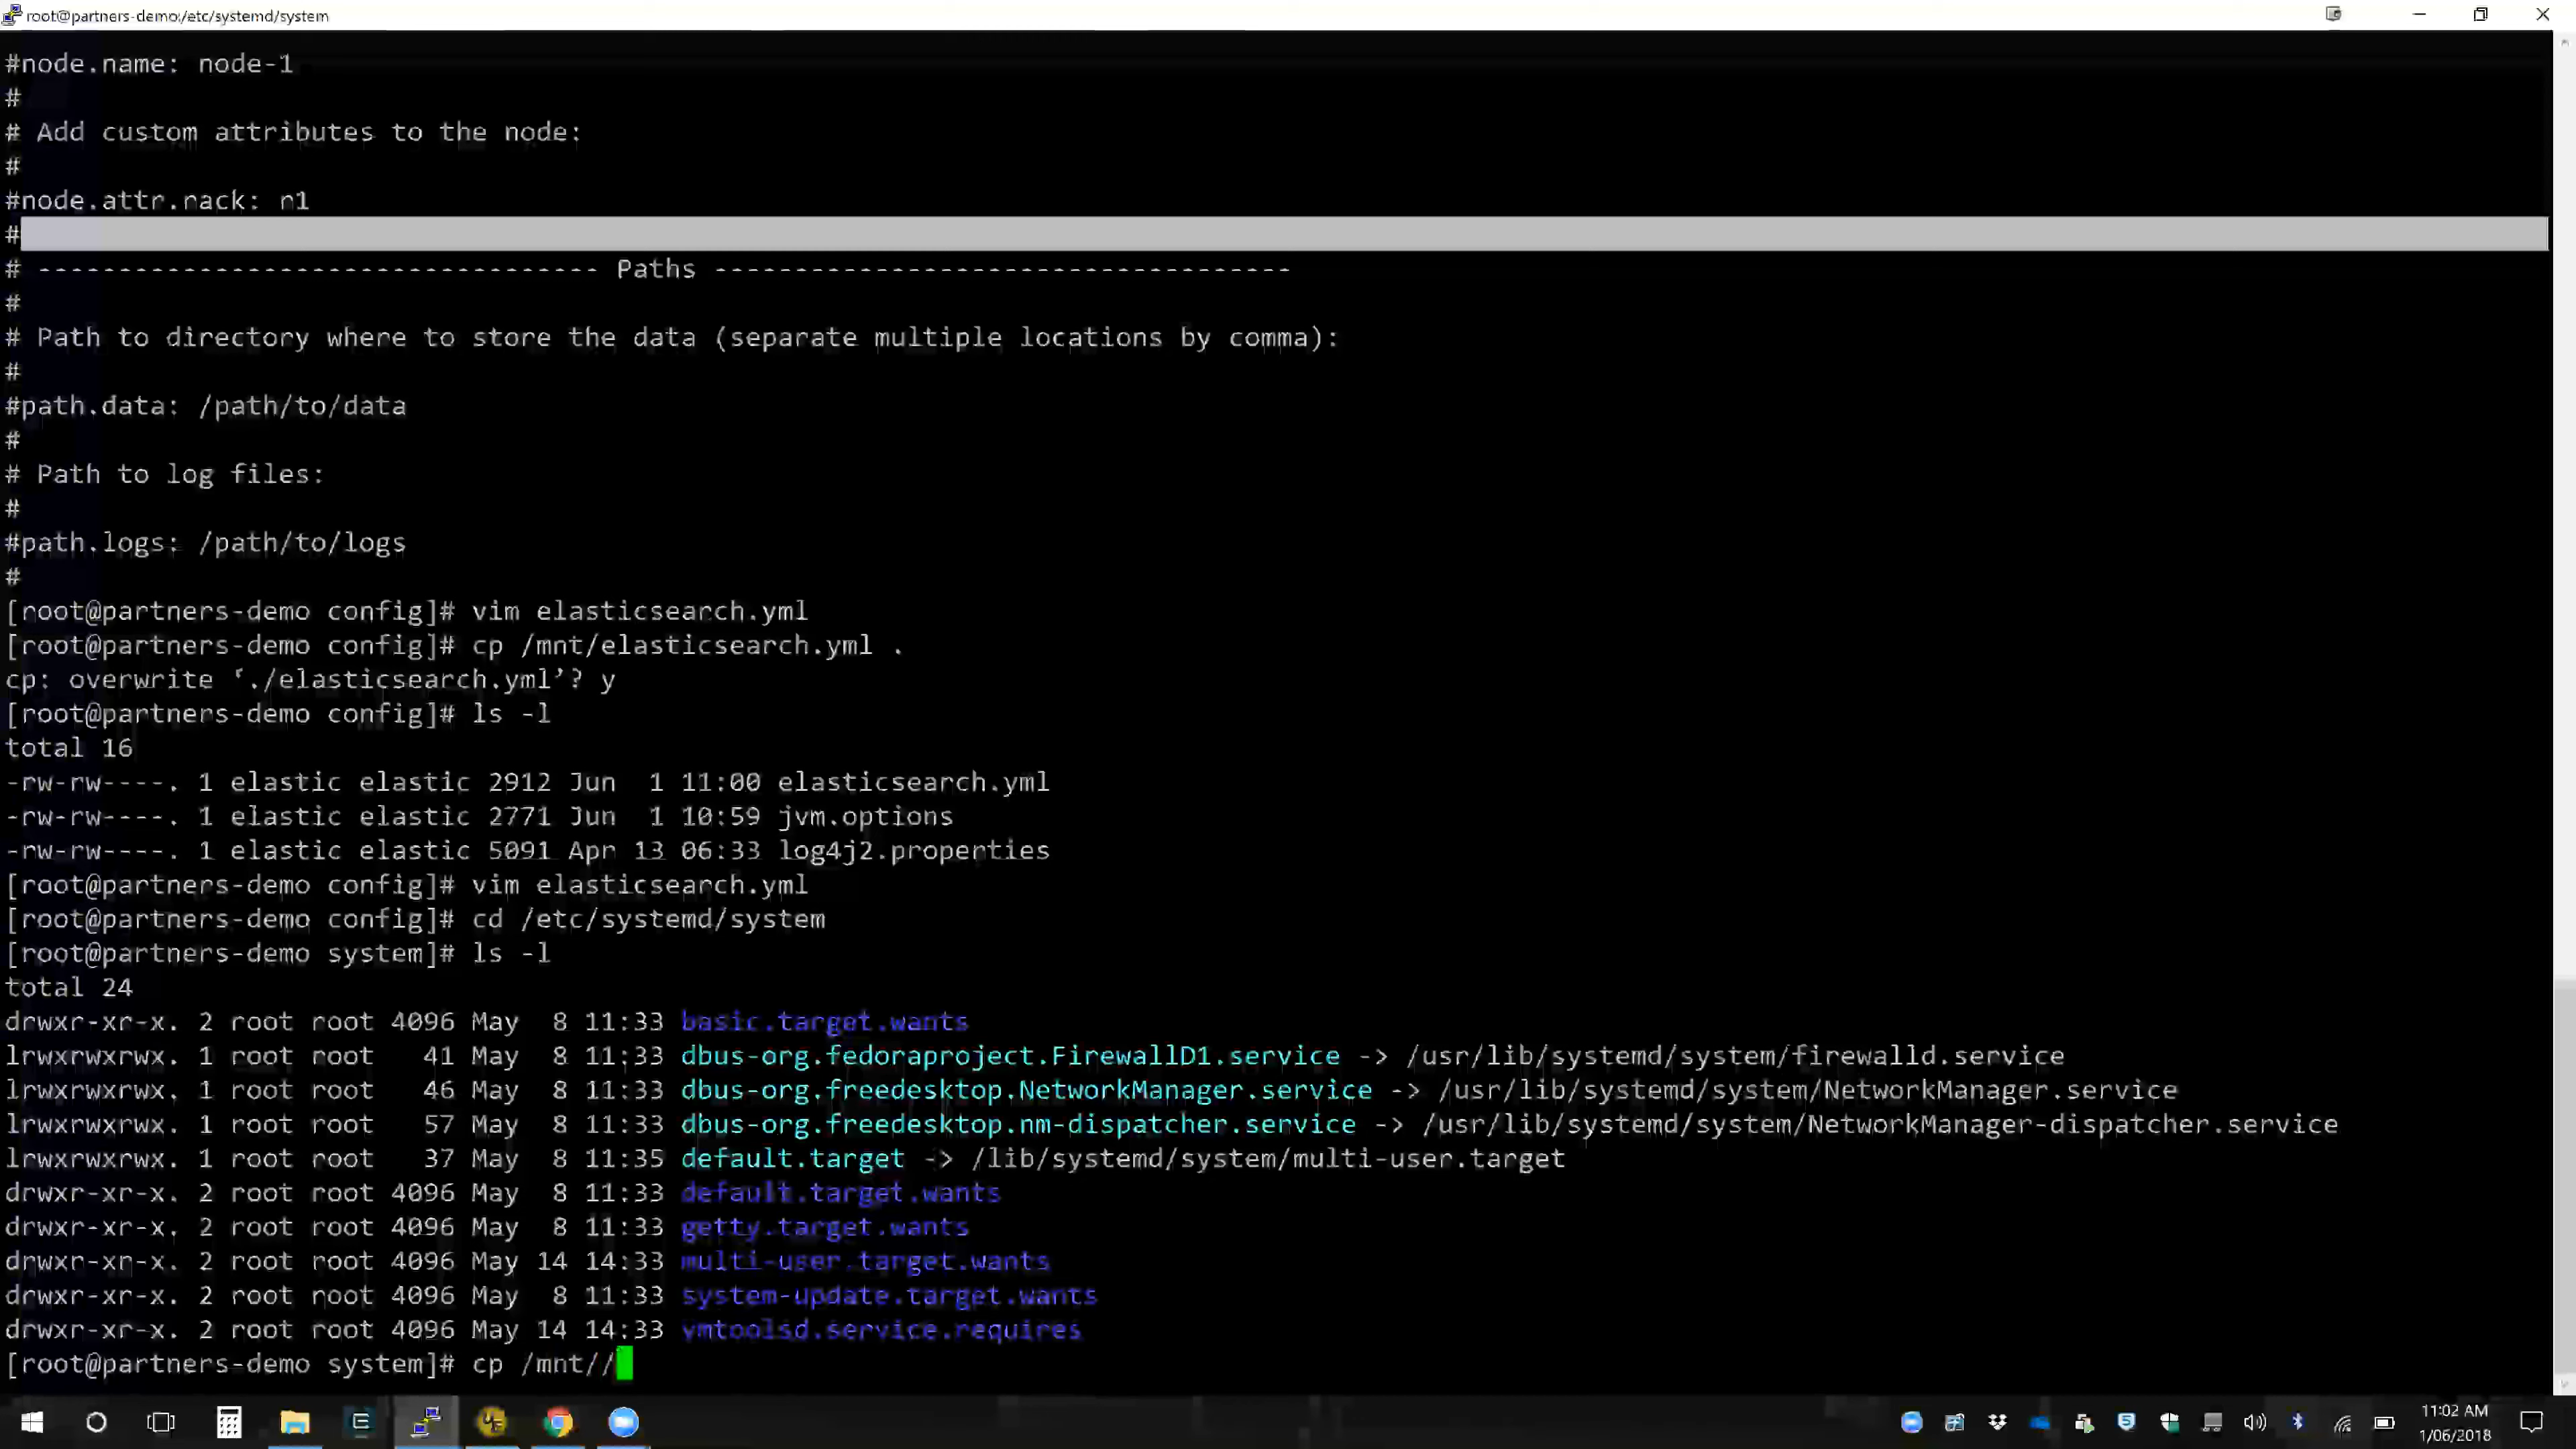 root@partners-demo:/etc/systemd/system
#node.name: node-1
#
# Add custom attributes to the node:
#
#node.attr.rack: r1
#
# ----------------------------------- Paths ------------------------------------
#
# Path to directory where to store the data (separate multiple locations by comma):
#
#path.data: /path/to/data
#
# Path to log files:
#
#path.logs: /path/to/logs
#
[root@partners-demo config]# vim elasticsearch.yml
[root@partners-demo config]# cp /mnt/elasticsearch.yml .
cp: overwrite ‘./elasticsearch.yml’? y
[root@partners-demo config]# ls -l
total 16
-rw-rw----. 1 elastic elastic 2912 Jun  1 11:00 elasticsearch.yml
-rw-rw----. 1 elastic elastic 2771 Jun  1 10:59 jvm.options
-rw-rw----. 1 elastic elastic 5091 Apr 13 06:33 log4j2.properties
[root@partners-demo config]# vim elasticsearch.yml
[root@partners-demo config]# cd /etc/systemd/system
[root@partners-demo system]# ls -l
total 24
drwxr-xr-x. 2 root root 4096 May  8 11:33 basic.target.wants
lrwxrwxrwx. 1 root root   41 May  8 11:33 dbus-org.fedoraproject.FirewallD1.service -> /usr/lib/systemd/system/firewalld.service
lrwxrwxrwx. 1 root root   46 May  8 11:33 dbus-org.freedesktop.NetworkManager.service -> /usr/lib/systemd/system/NetworkManager.service
lrwxrwxrwx. 1 root root   57 May  8 11:33 dbus-org.freedesktop.nm-dispatcher.service -> /usr/lib/systemd/system/NetworkManager-dispatcher.service
lrwxrwxrwx. 1 root root   37 May  8 11:35 default.target -> /lib/systemd/system/multi-user.target
drwxr-xr-x. 2 root root 4096 May  8 11:33 default.target.wants
drwxr-xr-x. 2 root root 4096 May  8 11:33 getty.target.wants
drwxr-xr-x. 2 root root 4096 May 14 14:33 multi-user.target.wants
drwxr-xr-x. 2 root root 4096 May  8 11:33 system-update.target.wants
drwxr-xr-x. 2 root root 4096 May 14 14:33 vmtoolsd.service.requires
[root@partners-demo system]# cp /mnt//
11:02 AM
1/06/2018